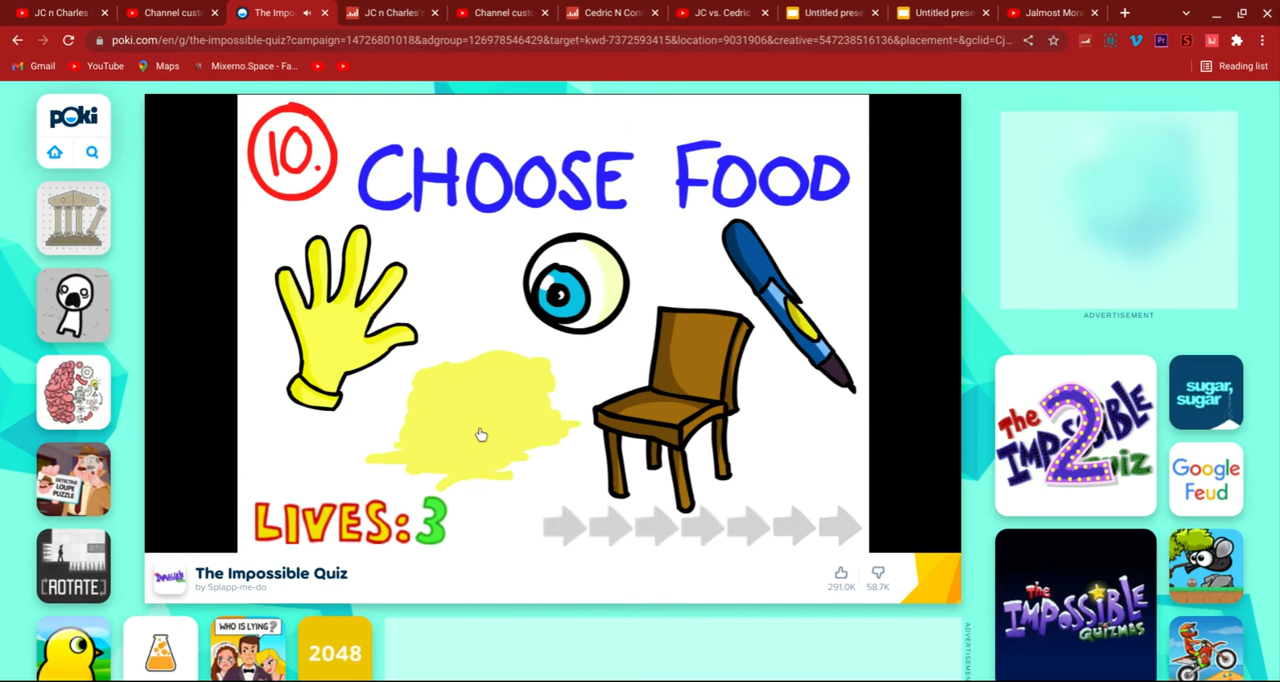 JC n Charles
Channel cust
The Impo
JC n Charles'
Channel cust
Cedric N Con
JC vs. Cedric
Untitled prese
Untitled prese
Jalmost Mor
poki.com/en/g/the-impossible-quiz?campaign=14726801018&adgroup=126978546429&target=kwd-7372593415&location=9031906&creative=547238516136&placement=&gclid=Cj...
Gmail
YouTube
Maps
Mixerno.Space - Fa...
Reading list
POKI
10.
CHOOSE FOOD
LIVES:3
The Impossible Quiz
by Splapp-me-do
291.0K
58.7K
ADVERTISEMENT
The
IMPOSSIBLE
2
Quiz
sugar,
sugar
Google
Feud
The
IMPOSSIBLE
QUIZMAS
DETECTIVE
LOUPE
PUZZLE
[ROTATE]
WHO IS LYING?
2048
ADVERTISEMEN